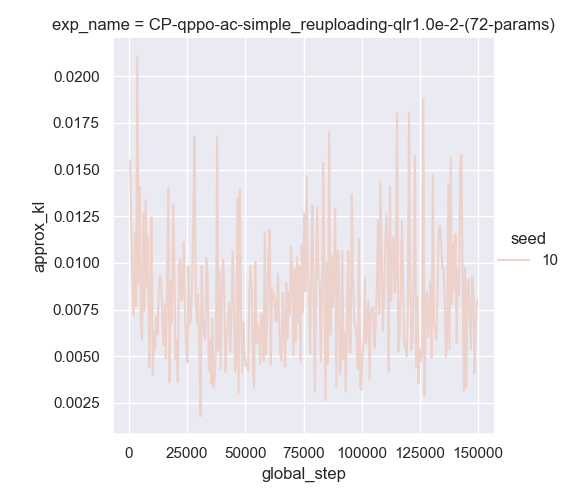 exp_name = CP-qppo-ac-simple_reuploading-qlr1.0e-2-(72-params)
0.0200
0.0175
0.0150
0.0125
0.0100
0.0075
0.0050
0.0025
approx_kl
0 25000 50000 75000 100000 125000 150000
global_step
seed
10